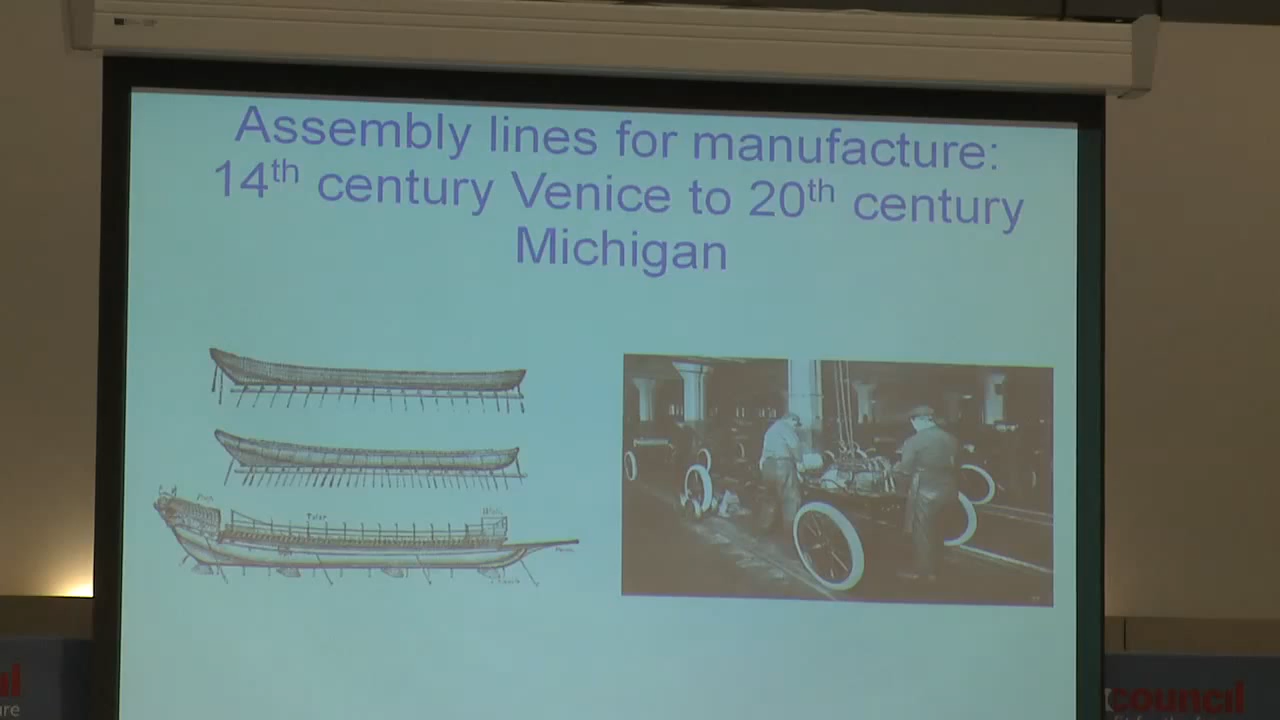 Assembly lines for manufacture:
14th century Venice to 20th century
Michigan
council